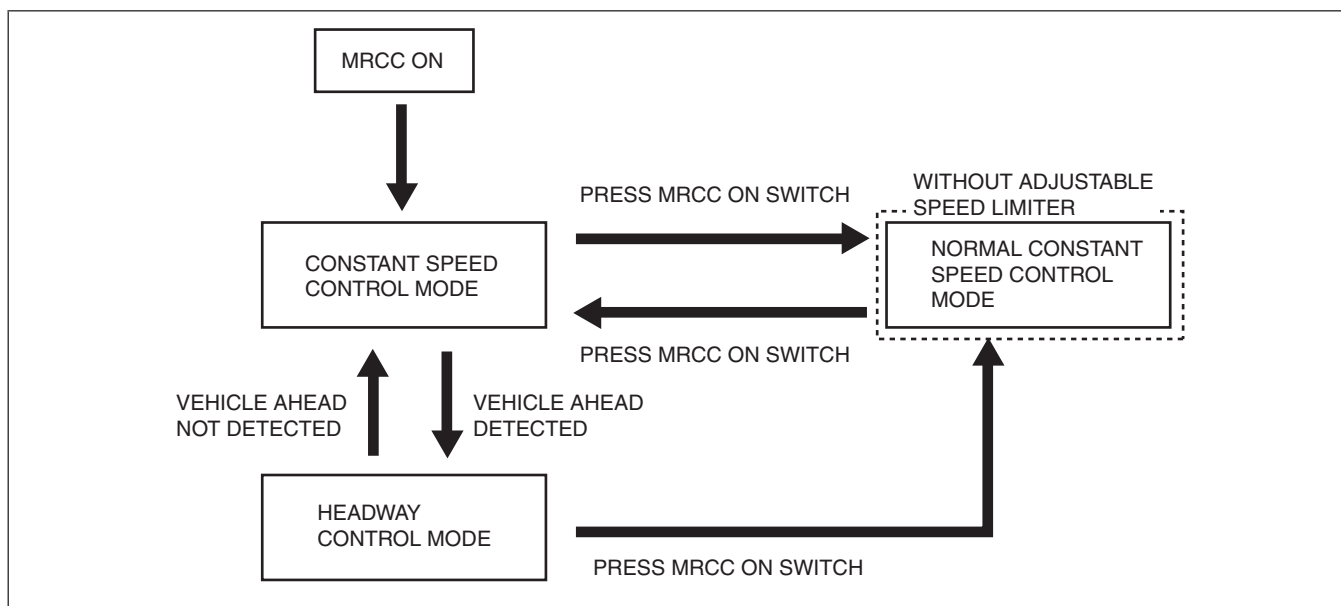 MRCC ON
PRESS MRCC ON SWITCH
WITHOUT ADJUSTABLE
SPEED LIMITER
CONSTANT SPEED
CONTROL MODE
NORMAL CONSTANT
SPEED CONTROL
MODE
PRESS MRCC ON SWITCH
VEHICLE AHEAD
NOT DETECTED
VEHICLE AHEAD
DETECTED
HEADWAY
CONTROL MODE
PRESS MRCC ON SWITCH